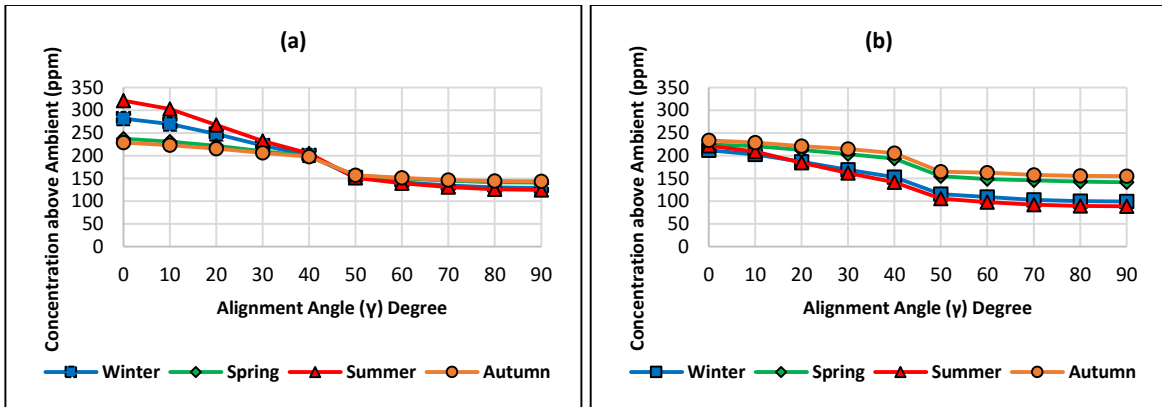 (a)
Concentration above Ambient (ppm)
350
300
250
200
150
100
50
0
0 10 20 30 40 50 60 70 80 90
Alignment Angle (γ) Degree
Winter Spring Summer Autumn
(b)
Concentration above Ambient (ppm)
350
300
250
200
150
100
50
0
0 10 20 30 40 50 60 70 80 90
Alignment Angle (γ) Degree
Winter Spring Summer Autumn